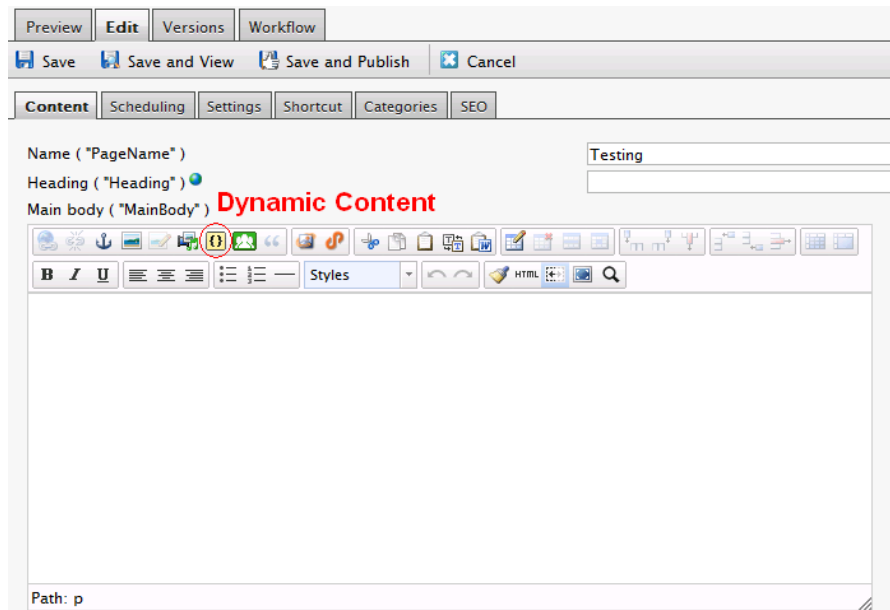 Preview Edit Versions Workflow
Save Save and View Save and Publish Cancel
Content Scheduling Settings Shortcut Categories SEO
Name ( "PageName" ) Testing
Heading ( "Heading" )
Dynamic Content
Main body ( "MainBody" )
B I U Styles HTML
Path: p